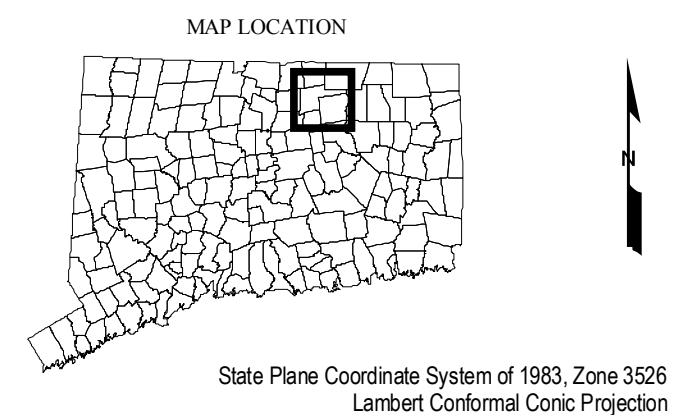 MAP LOCATION
N
State Plane Coordinate System of 1983, Zone 3526
Lambert Conformal Conic Projection